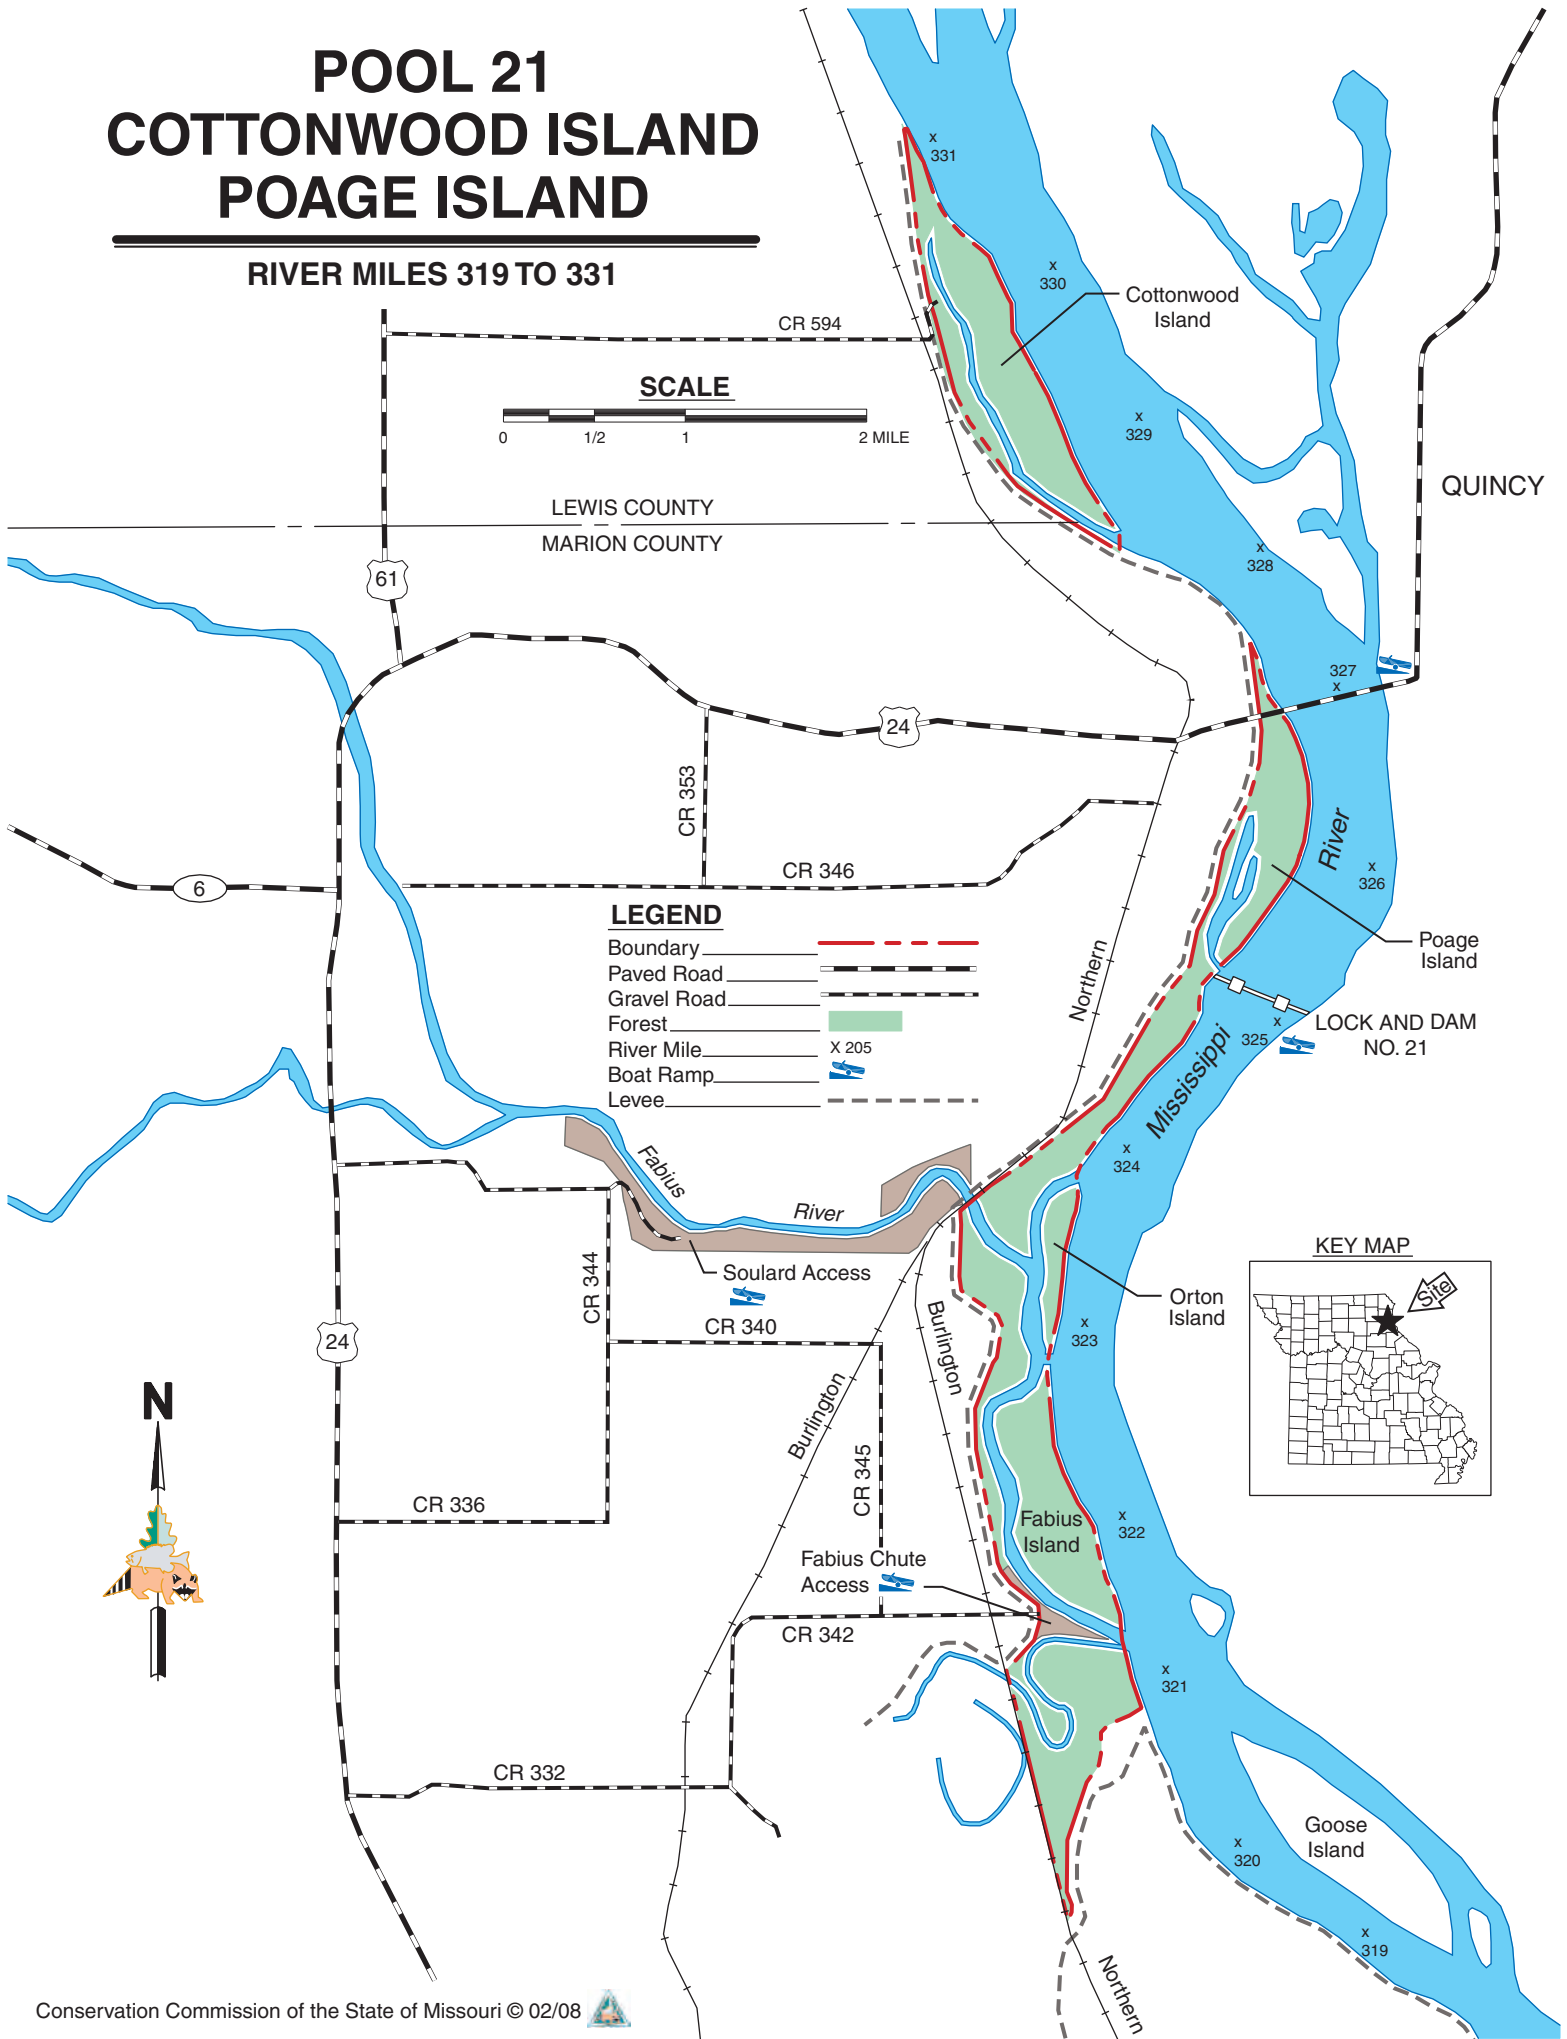 POOL 21
COTTONWOOD ISLAND
POAGE ISLAND
RIVER MILES 319 TO 331
x
331
x
330
Cottonwood
Island
CR 594
SCALE
0 1/2 1 2 MILE
x
329
QUINCY
LEWIS COUNTY
MARION COUNTY
x
328
61
327
x
24
CR 353
River
6
CR 346
x
326
LEGEND
Boundary
Paved Road
Gravel Road
Forest
River Mile X 205
Boat Ramp
Levee
Northern
Poage
Island
x
325
LOCK AND DAM
NO. 21
Mississippi
x
324
Fabius
River
KEY MAP
Site
Soulard Access
CR 344
Orton
Island
CR 340
x
323
24
Burlington
Burlington
N
CR 345
CR 336
Fabius
Island
x
322
Fabius Chute
Access
CR 342
x
321
CR 332
Goose
Island
x
320
x
319
Northern
Conservation Commission of the State of Missouri © 02/08